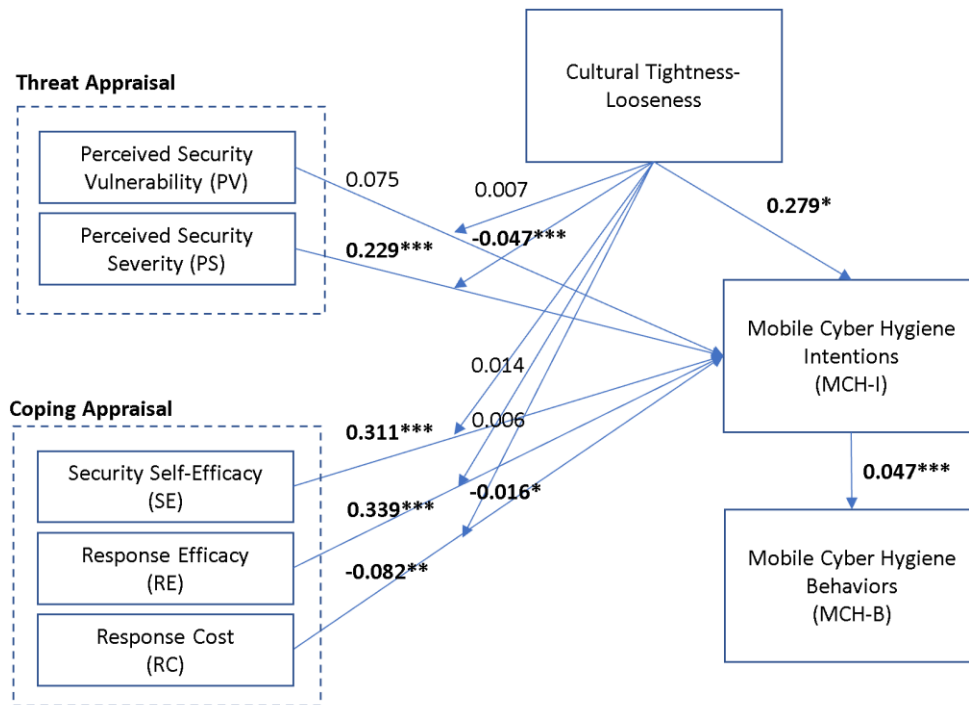 Cultural Tightness-
Looseness
Threat Appraisal
Perceived Security
Vulnerability (PV)
0.075
0.007
0.279*
-0.047***
Perceived Security
Severity (PS)
0.229***
Mobile Cyber Hygiene
Intentions
(MCH-I)
0.014
Coping Appraisal
0.006
0.311***
Security Self-Efficacy
(SE)
0.047***
-0.016*
0.339***
Response Efficacy
(RE)
Mobile Cyber Hygiene
Behaviors
(MCH-B)
-0.082**
Response Cost
(RC)